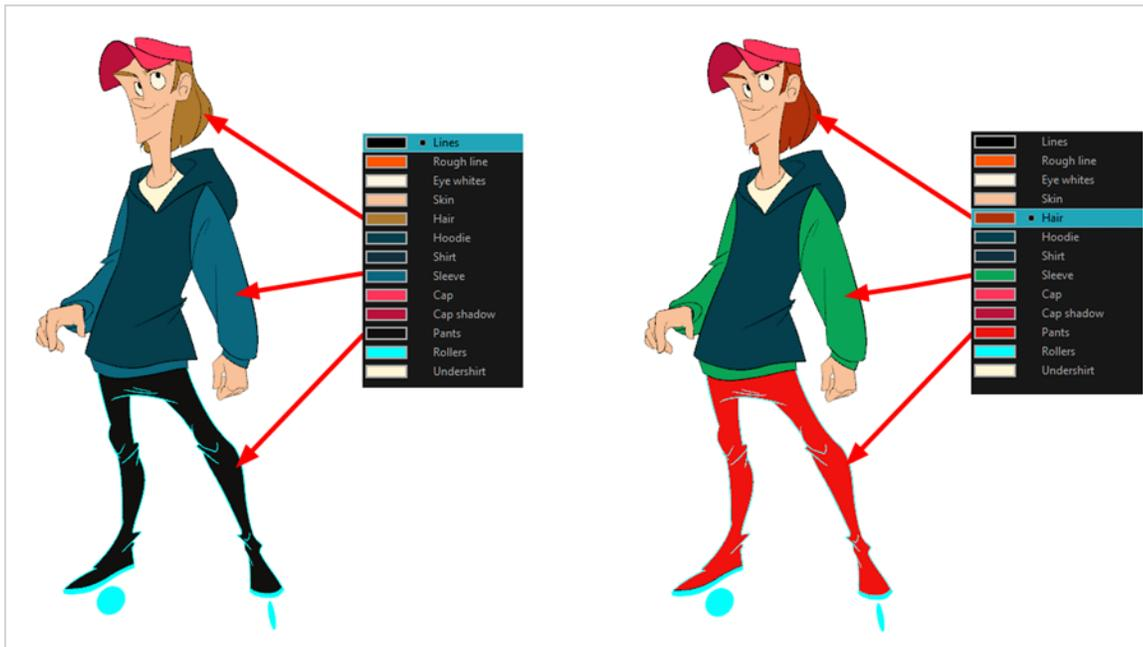 Lines
Rough line
Eye whites
Skin
Hair
Hoodie
Shirt
Sleeve
Cap
Cap shadow
Pants
Rollers
Undershirt
Lines
Rough line
Eye whites
Skin
Hair
Hoodie
Shirt
Sleeve
Cap
Cap shadow
Pants
Rollers
Undershirt